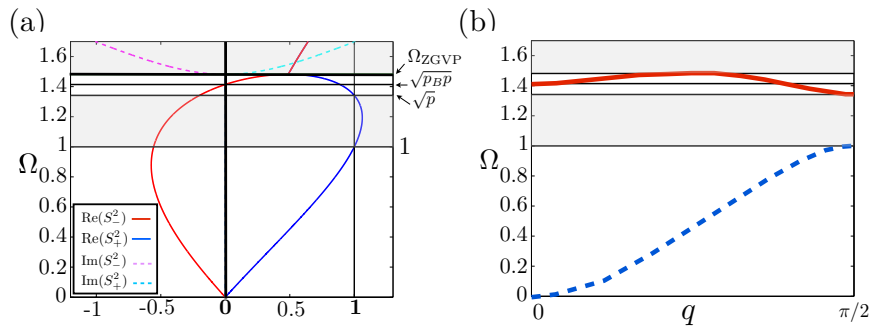 (a)
(b)
1.6
1.4
1.2
1
Ω
0.8
0.6
0.4
0.2
0
-1
-0.5
0
0.5
1
Re(S²₋)
Re(S²₊)
Im(S²₋)
Im(S²₊)
Ω_ZGVP
√p_Bp
√p
1
1.6
1.4
1.2
1
Ω
0.8
0.6
0.4
0.2
0
0
q
π/2